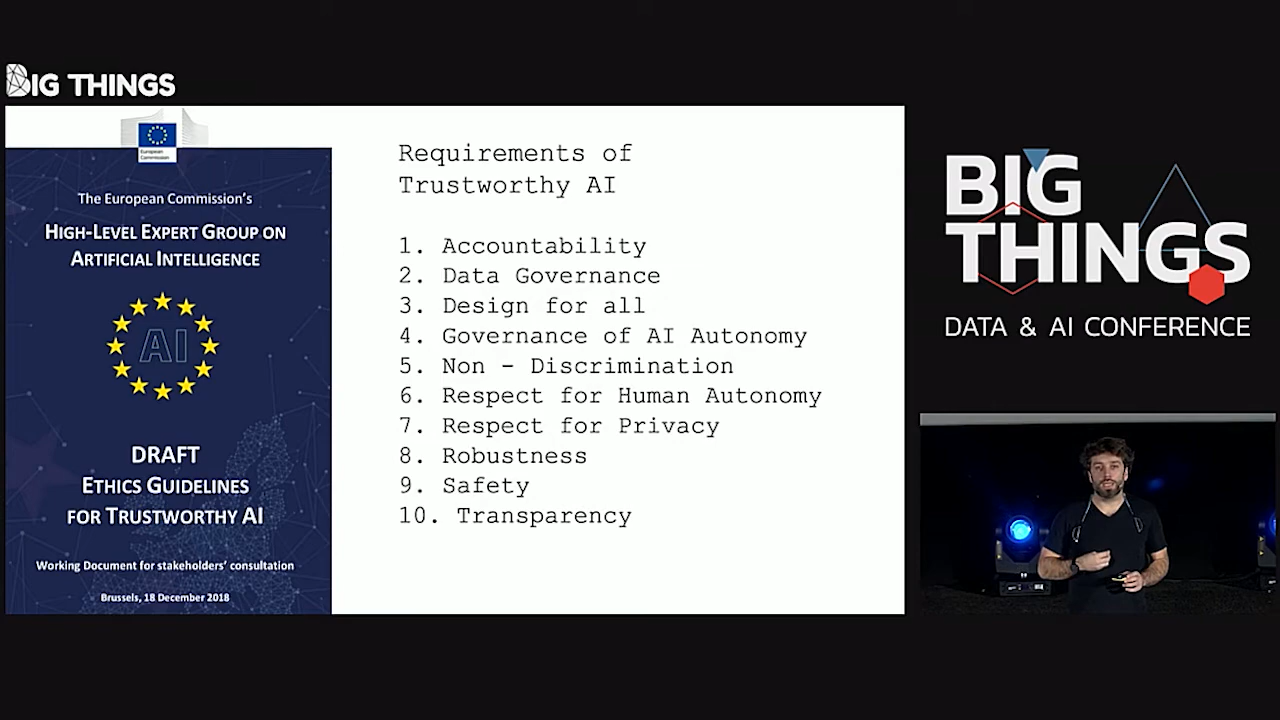 BIG THINGS
European
Commission
The European Commission's
HIGH-LEVEL EXPERT GROUP ON
ARTIFICIAL INTELLIGENCE
AI
DRAFT
ETHICS GUIDELINES
FOR TRUSTWORTHY AI
Working Document for stakeholders' consultation
Brussels, 18 December 2018
Requirements of
Trustworthy AI
1. Accountability
2. Data Governance
3. Design for all
4. Governance of AI Autonomy
5. Non - Discrimination
6. Respect for Human Autonomy
7. Respect for Privacy
8. Robustness
9. Safety
10. Transparency
BIG
THINGS
DATA & AI CONFERENCE